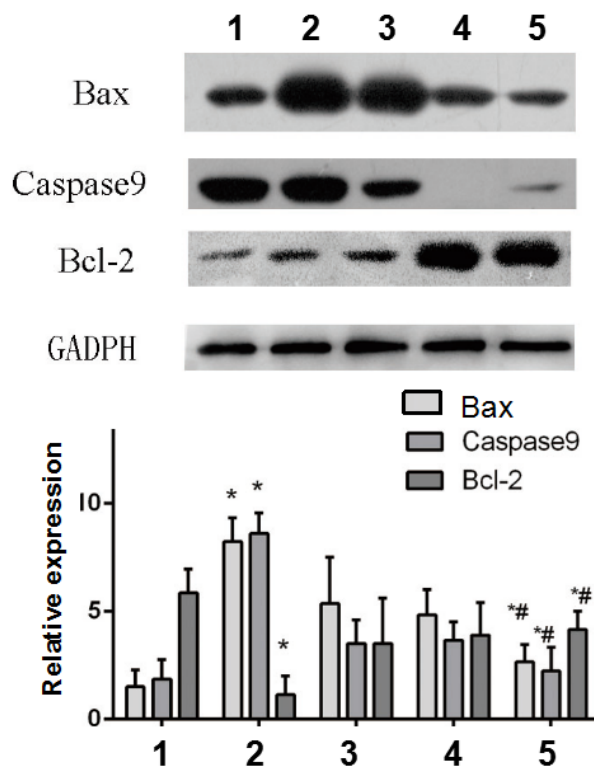 1 2 3 4 5
Bax
Caspase9
Bcl-2
GADPH
Bax
Caspase9
Bcl-2
Relative expression
10
5
0
* * *
*# *# *#
1 2 3 4 5